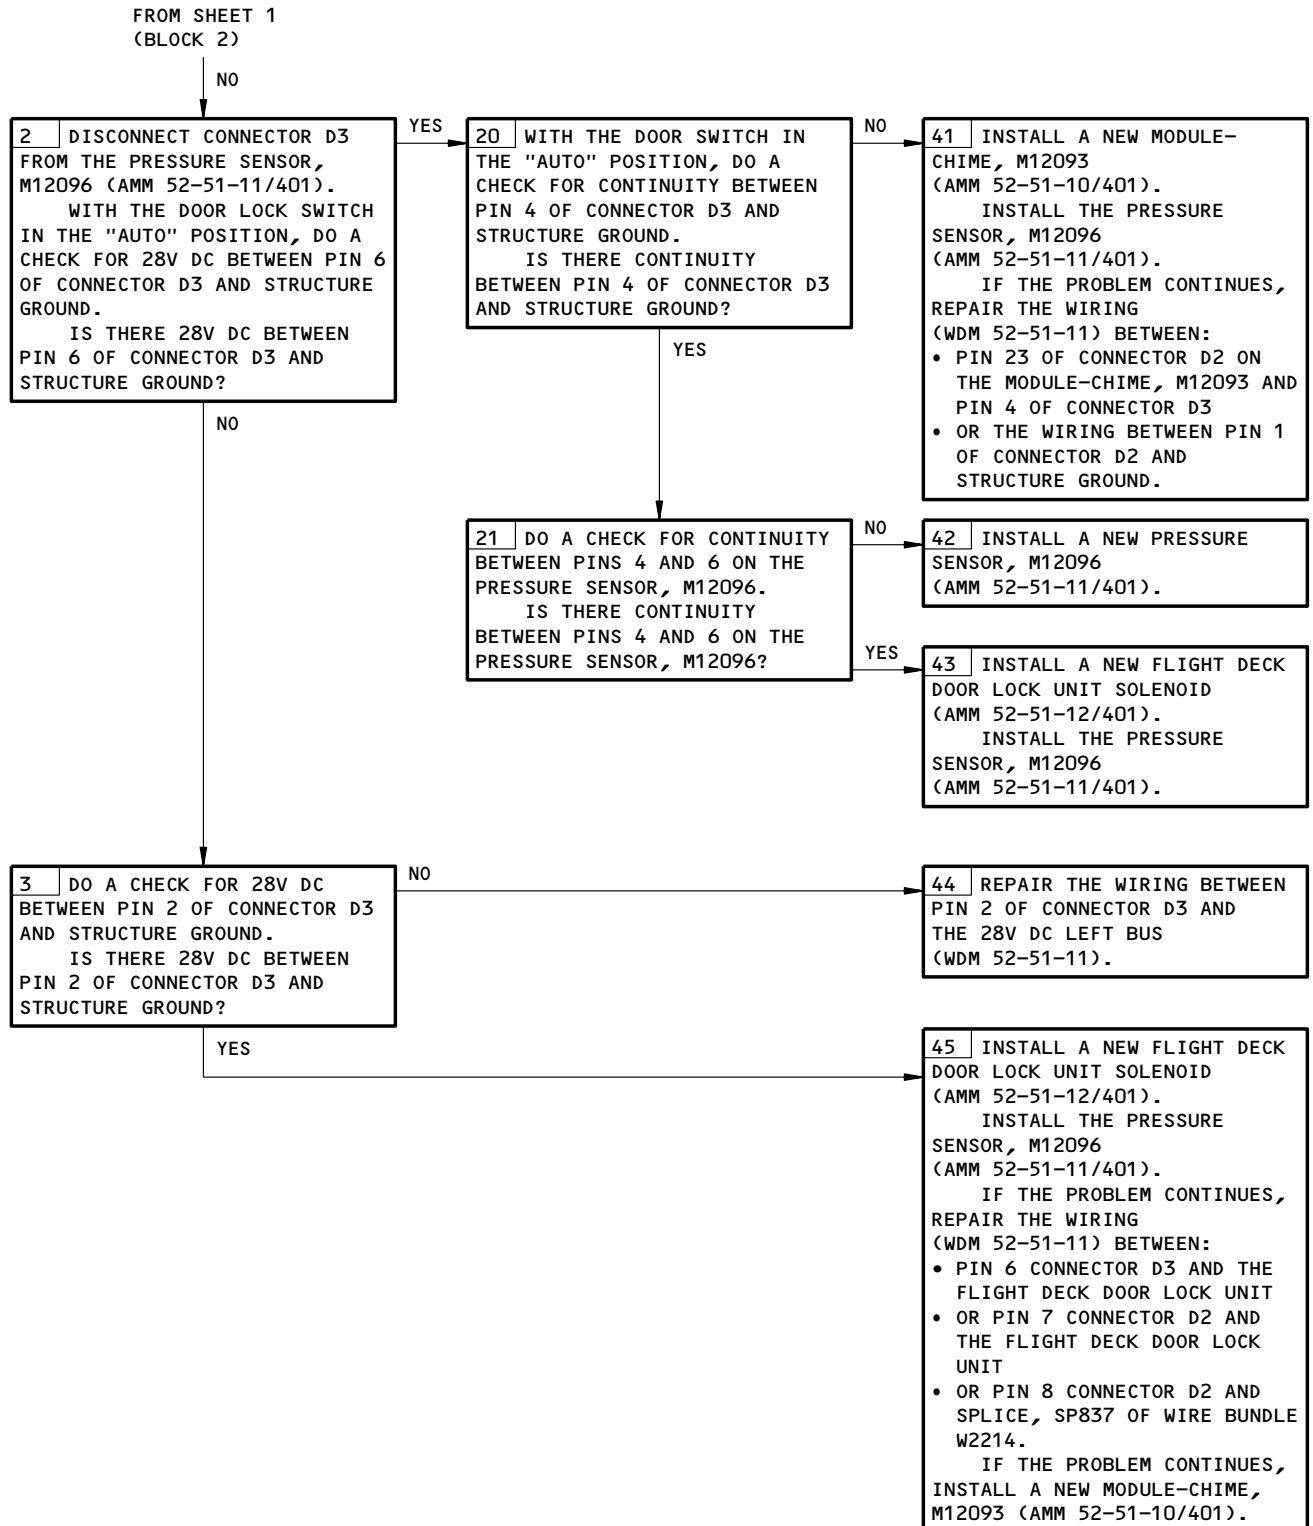 FROM SHEET 1
(BLOCK 2)
NO
2 DISCONNECT CONNECTOR D3
FROM THE PRESSURE SENSOR,
M12096 (AMM 52-51-11/401).
WITH THE DOOR LOCK SWITCH
IN THE "AUTO" POSITION, DO A
CHECK FOR 28V DC BETWEEN PIN 6
OF CONNECTOR D3 AND STRUCTURE
GROUND.
IS THERE 28V DC BETWEEN
PIN 6 OF CONNECTOR D3 AND
STRUCTURE GROUND?
YES
20 WITH THE DOOR SWITCH IN
THE "AUTO" POSITION, DO A
CHECK FOR CONTINUITY BETWEEN
PIN 4 OF CONNECTOR D3 AND
STRUCTURE GROUND.
IS THERE CONTINUITY
BETWEEN PIN 4 OF CONNECTOR D3
AND STRUCTURE GROUND?
NO
41 INSTALL A NEW MODULE-
CHIME, M12093
(AMM 52-51-10/401).
INSTALL THE PRESSURE
SENSOR, M12096
(AMM 52-51-11/401).
IF THE PROBLEM CONTINUES,
REPAIR THE WIRING
(WDM 52-51-11) BETWEEN:
• PIN 23 OF CONNECTOR D2 ON
THE MODULE-CHIME, M12093 AND
PIN 4 OF CONNECTOR D3
• OR THE WIRING BETWEEN PIN 1
OF CONNECTOR D2 AND
STRUCTURE GROUND.
YES
NO
21 DO A CHECK FOR CONTINUITY
BETWEEN PINS 4 AND 6 ON THE
PRESSURE SENSOR, M12096.
IS THERE CONTINUITY
BETWEEN PINS 4 AND 6 ON THE
PRESSURE SENSOR, M12096?
NO
42 INSTALL A NEW PRESSURE
SENSOR, M12096
(AMM 52-51-11/401).
YES
43 INSTALL A NEW FLIGHT DECK
DOOR LOCK UNIT SOLENOID
(AMM 52-51-12/401).
INSTALL THE PRESSURE
SENSOR, M12096
(AMM 52-51-11/401).
3 DO A CHECK FOR 28V DC
BETWEEN PIN 2 OF CONNECTOR D3
AND STRUCTURE GROUND.
IS THERE 28V DC BETWEEN
PIN 2 OF CONNECTOR D3 AND
STRUCTURE GROUND?
NO
44 REPAIR THE WIRING BETWEEN
PIN 2 OF CONNECTOR D3 AND
THE 28V DC LEFT BUS
(WDM 52-51-11).
YES
45 INSTALL A NEW FLIGHT DECK
DOOR LOCK UNIT SOLENOID
(AMM 52-51-12/401).
INSTALL THE PRESSURE
SENSOR, M12096
(AMM 52-51-11/401).
IF THE PROBLEM CONTINUES,
REPAIR THE WIRING
(WDM 52-51-11) BETWEEN:
• PIN 6 CONNECTOR D3 AND THE
FLIGHT DECK DOOR LOCK UNIT
• OR PIN 7 CONNECTOR D2 AND
THE FLIGHT DECK DOOR LOCK
UNIT
• OR PIN 8 CONNECTOR D2 AND
SPLICE, SP837 OF WIRE BUNDLE
W2214.
IF THE PROBLEM CONTINUES,
INSTALL A NEW MODULE-CHIME,
M12093 (AMM 52-51-10/401).